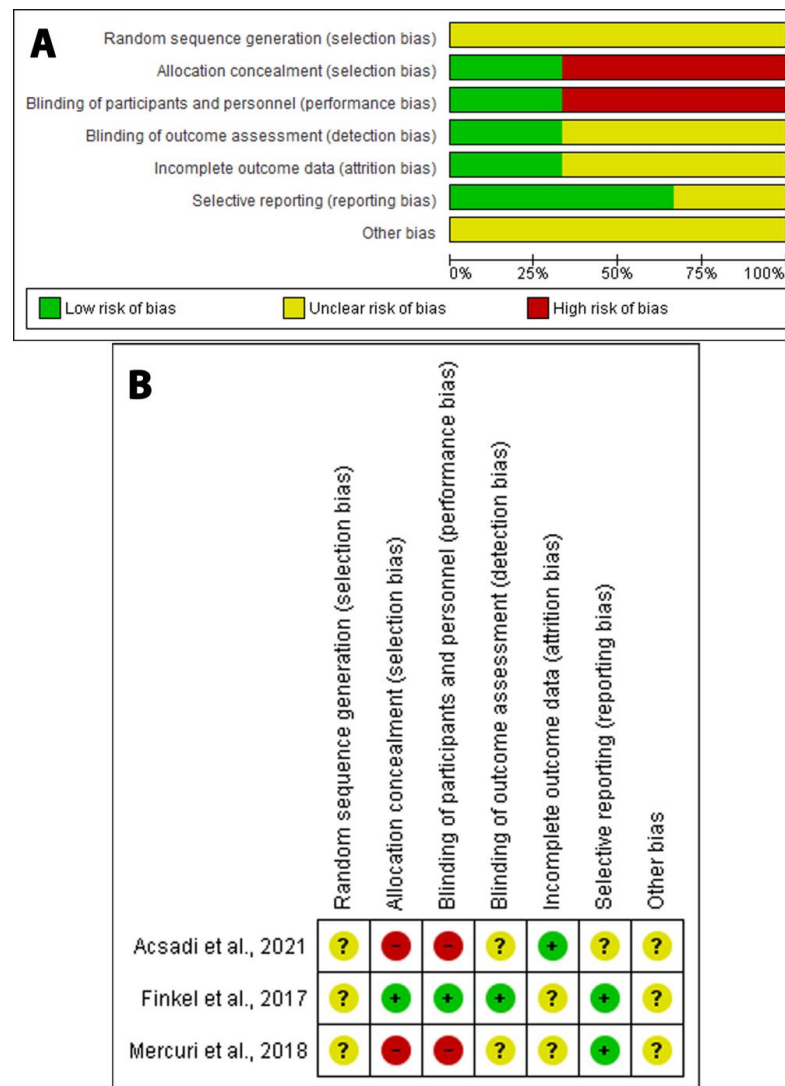 A
Random sequence generation (selection bias)
Allocation concealment (selection bias)
Blinding of participants and personnel (performance bias)
Blinding of outcome assessment (detection bias)
Incomplete outcome data (attrition bias)
Selective reporting (reporting bias)
Other bias
0% 25% 50% 75% 100%
Low risk of bias Unclear risk of bias High risk of bias
B
Random sequence generation (selection bias)
Allocation concealment (selection bias)
Blinding of participants and personnel (performance bias)
Blinding of outcome assessment (detection bias)
Incomplete outcome data (attrition bias)
Selective reporting (reporting bias)
Other bias
Acsadi et al., 2021 ? - - ? + ? ?
Finkel et al., 2017 ? + + + ? + ?
Mercuri et al., 2018 ? - - ? ? + ?